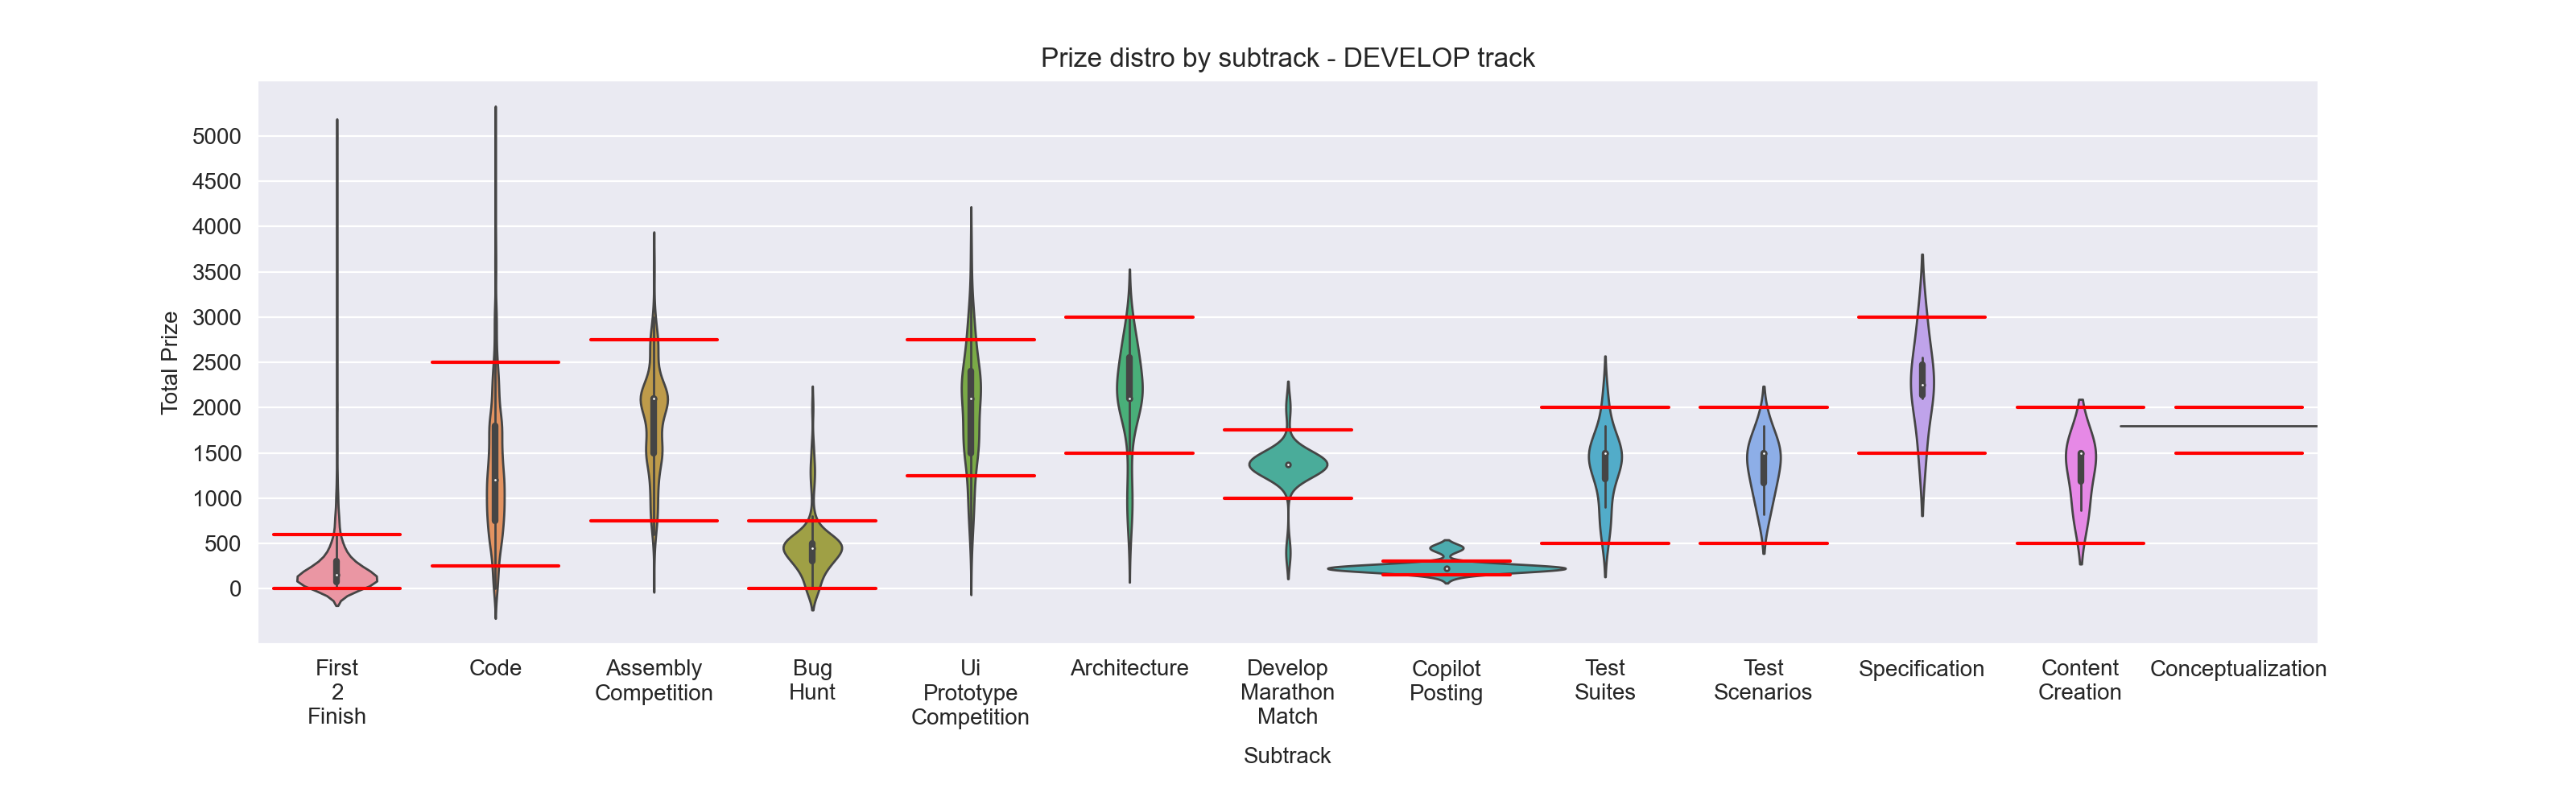 Prize distro by subtrack - DEVELOP track
Total Prize
5000
4500
4000
3500
3000
2500
2000
1500
1000
500
0
First
2
Finish
Code
Assembly
Competition
Bug
Hunt
Ui
Prototype
Competition
Architecture
Develop
Marathon
Match
Copilot
Posting
Test
Suites
Test
Scenarios
Specification
Content
Creation
Conceptualization
Subtrack